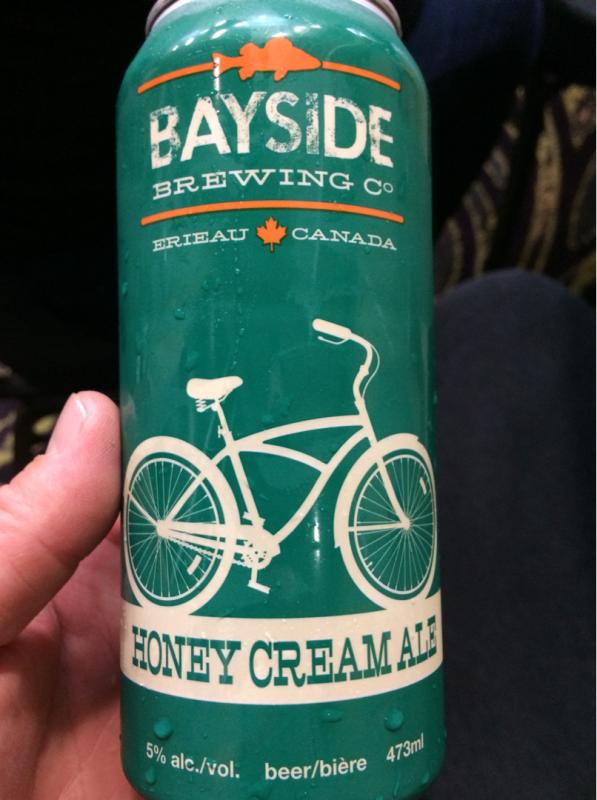 BAYSIDE
BREWING Co
ERIEAU CANADA
HONEY CREAM ALE
5% alc./vol. beer/bière 473ml